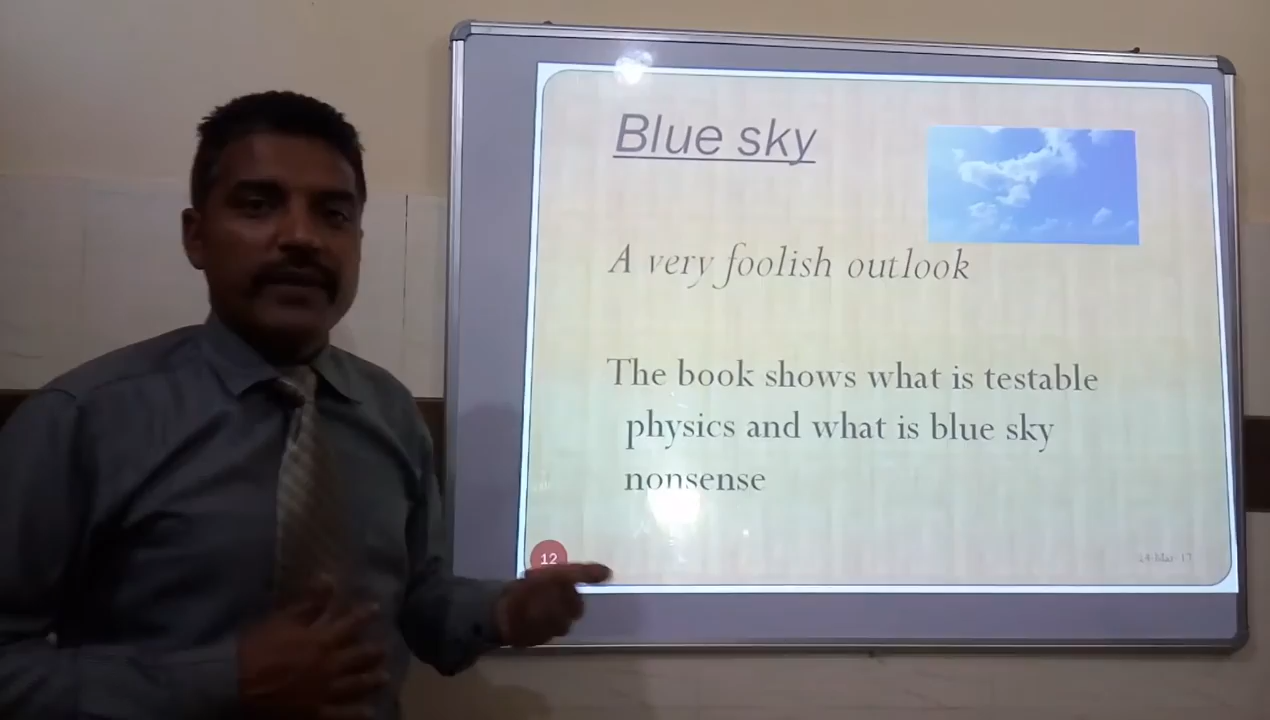 Blue sky
A very foolish outlook
The book shows what is testable
physics and what is blue sky
nonsense
12